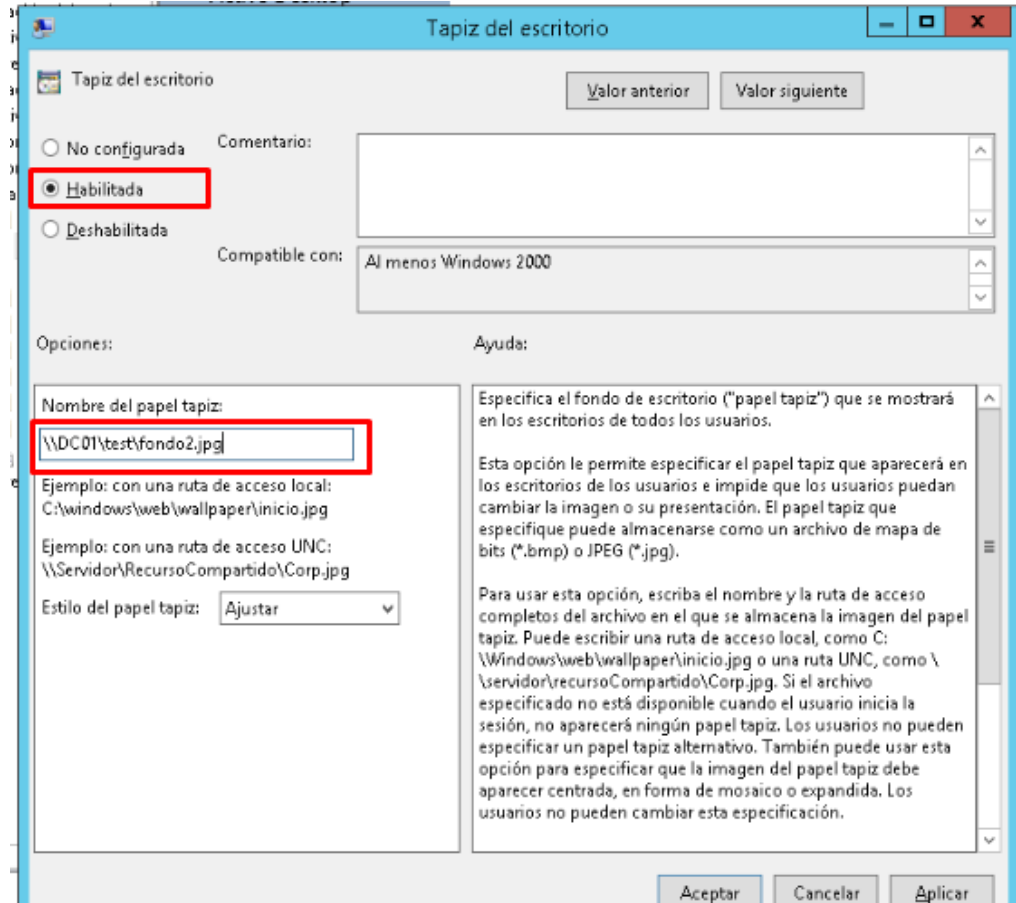 Tapiz del escritorio
Tapiz del escritorio
Valor anterior
Valor siguiente
No configurada
Comentario:
Habilitada
Deshabilitada
Compatible con:
Al menos Windows 2000
Opciones:
Ayuda:
Nombre del papel tapiz:
\\DC01\test\fondo2.jpg
Ejemplo: con una ruta de acceso local:
C:\windows\web\wallpaper\inicio.jpg
Ejemplo: con una ruta de acceso UNC:
\\Servidor\RecursoCompartido\Corp.jpg
Estilo del papel tapiz:
Ajustar
Especifica el fondo de escritorio ("papel tapiz") que se mostrará
en los escritorios de todos los usuarios.
Esta opción le permite especificar el papel tapiz que aparecerá en
los escritorios de los usuarios e impide que los usuarios puedan
cambiar la imagen o su presentación. El papel tapiz que
especifique puede almacenarse como un archivo de mapa de
bits (*.bmp) o JPEG (*.jpg).
Para usar esta opción, escriba el nombre y la ruta de acceso
completos del archivo en el que se almacena la imagen del papel
tapiz. Puede escribir una ruta de acceso local, como C:
\Windows\web\wallpaper\inicio.jpg o una ruta UNC, como \
\servidor\recursoCompartido\Corp.jpg. Si el archivo
especificado no está disponible cuando el usuario inicia la
sesión, no aparecerá ningún papel tapiz. Los usuarios no pueden
especificar un papel tapiz alternativo. También puede usar esta
opción para especificar que la imagen del papel tapiz debe
aparecer centrada, en forma de mosaico o expandida. Los
usuarios no pueden cambiar esta especificación.
Aceptar
Cancelar
Aplicar